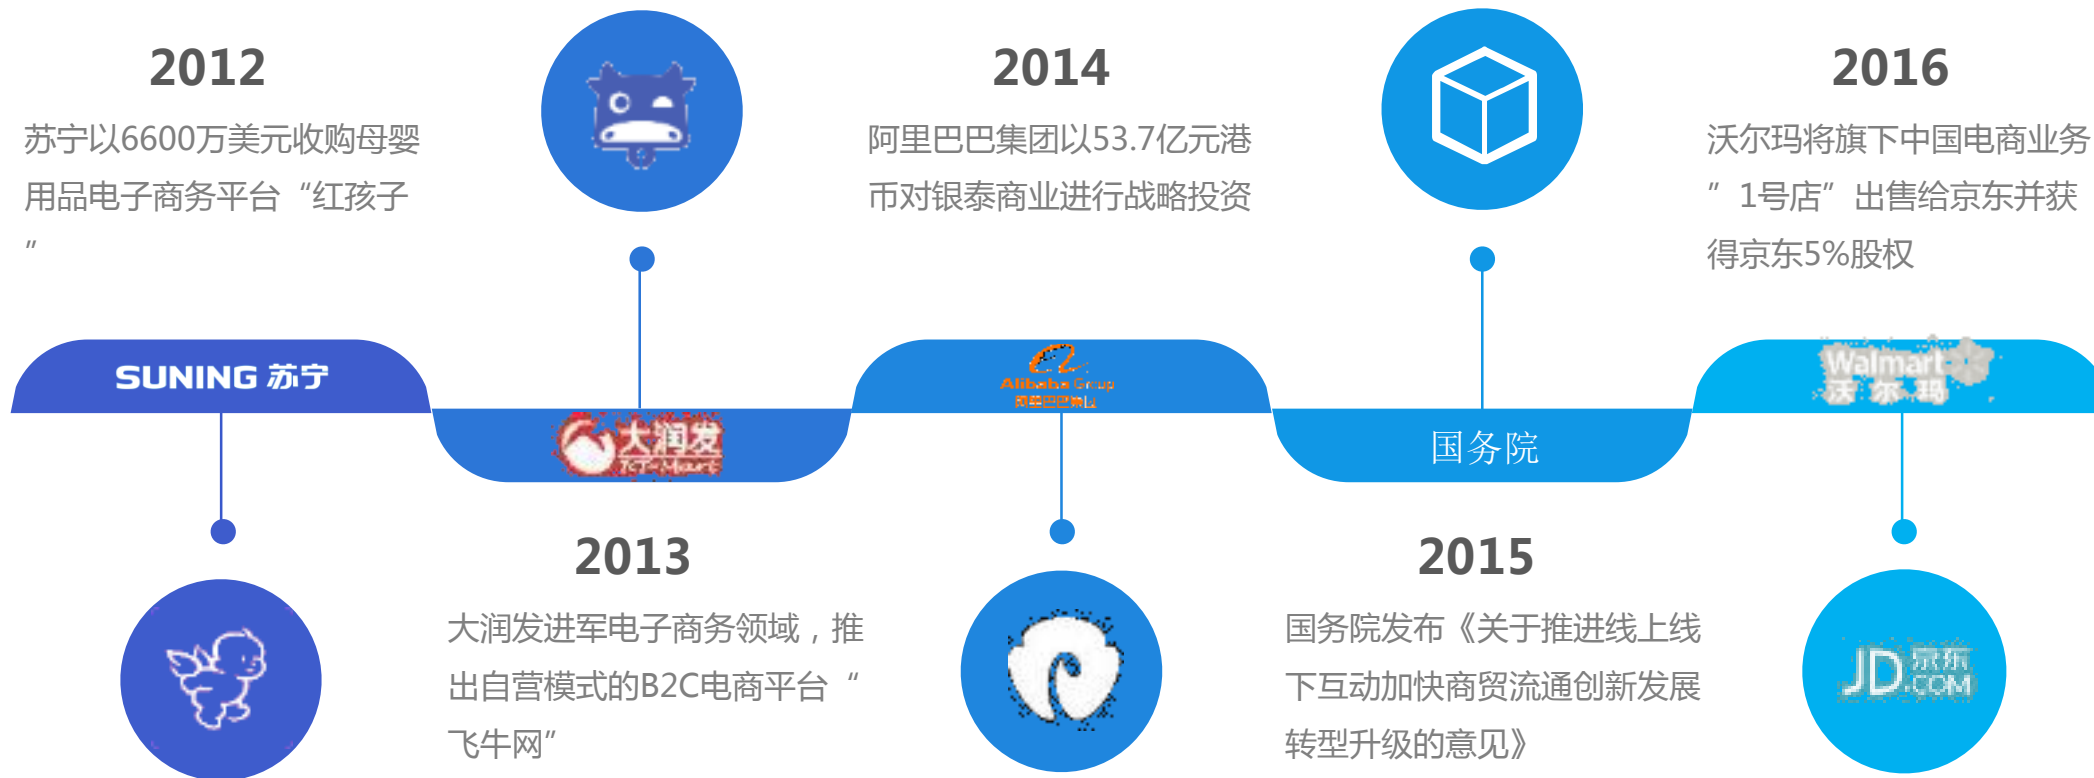 2012
苏宁以6600万美元收购母婴
用品电子商务平台“红孩子
“
SUNING 苏宁
大润发
RT-Mart
2013
大润发进军电子商务领域，推
出自营模式的B2C电商平台“
飞牛网”
2014
阿里巴巴集团以53.7亿元港
币对银泰商业进行战略投资
Alibaba Group
阿里巴巴集团
国务院
2015
国务院发布《关于推进线上线
下互动加快商贸流通创新发展
转型升级的意见》
2016
沃尔玛将旗下中国电商业务
”1号店”出售给京东并获
得京东5%股权
Walmart
沃尔玛
JD.COM
京东